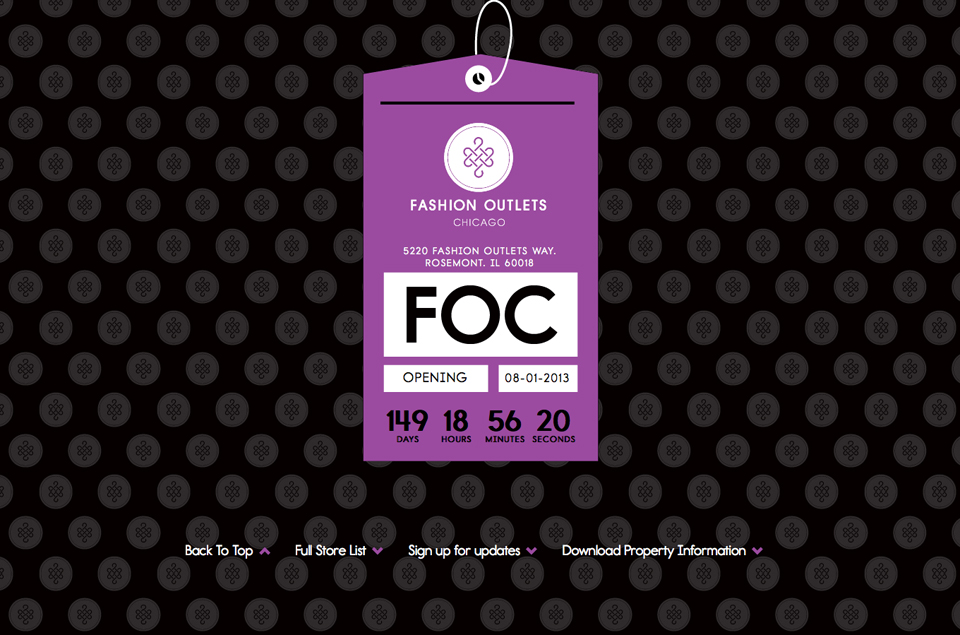 FASHION OUTLETS
CHICAGO
5220 FASHION OUTLETS WAY.
ROSEMONT. IL 60018
FOC
OPENING 08-01-2013
149 18 56 20
DAYS HOURS MINUTES SECONDS
Back To Top Full Store List Sign up for updates Download Property Information